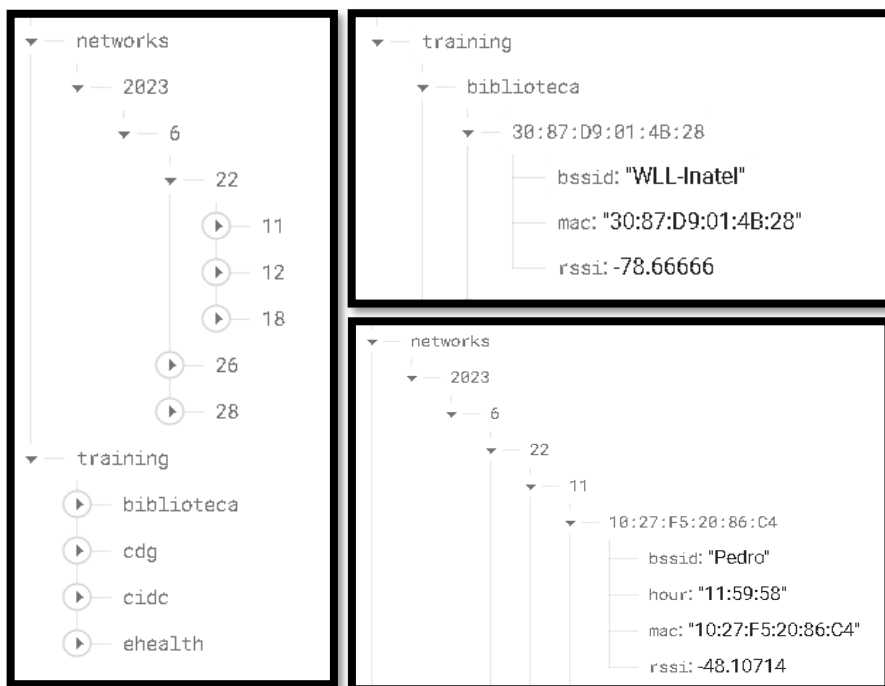 networks
2023
6
22
11
12
18
26
28
training
biblioteca
cdg
cidc
ehealth
training
biblioteca
30:87:D9:01:4B:28
bssid: "WLL-Inatel"
mac: "30:87:D9:01:4B:28"
rssi: -78.66666
networks
2023
6
22
11
10:27:F5:20:86:C4
bssid: "Pedro"
hour: "11:59:58"
mac: "10:27:F5:20:86:C4"
rssi: -48.10714